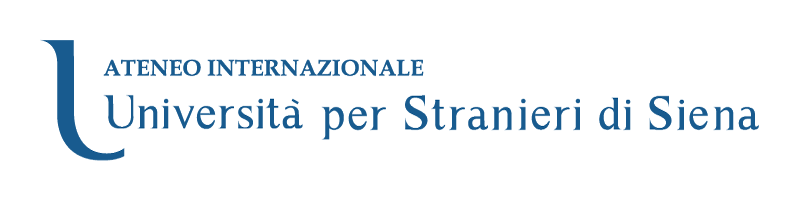 ATENEO INTERNAZIONALE
Università per Stranieri di Siena